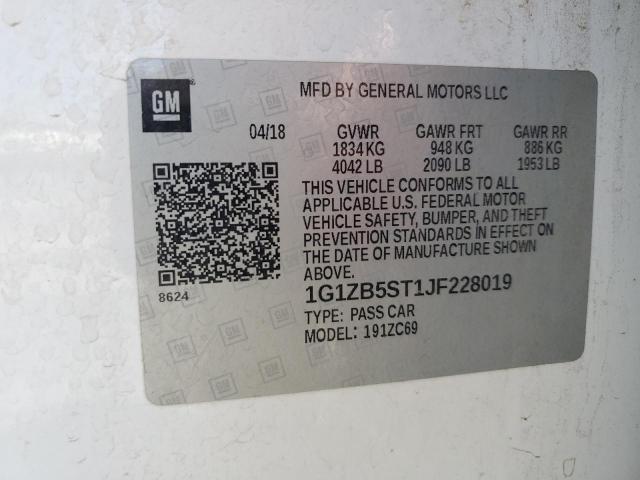 GM
MFD BY GENERAL MOTORS LLC
04/18 GVWR GAWR FRT GAWR RR
1834 KG 948 KG 886 KG
4042 LB 2090 LB 1953 LB
THIS VEHICLE CONFORMS TO ALL
APPLICABLE U.S. FEDERAL MOTOR
VEHICLE SAFETY, BUMPER, AND THEFT
PREVENTION STANDARDS IN EFFECT ON
THE DATE OF MANUFACTURE SHOWN
ABOVE.
8624
1G1ZB5ST1JF228019
TYPE: PASS CAR
MODEL: 191ZC69